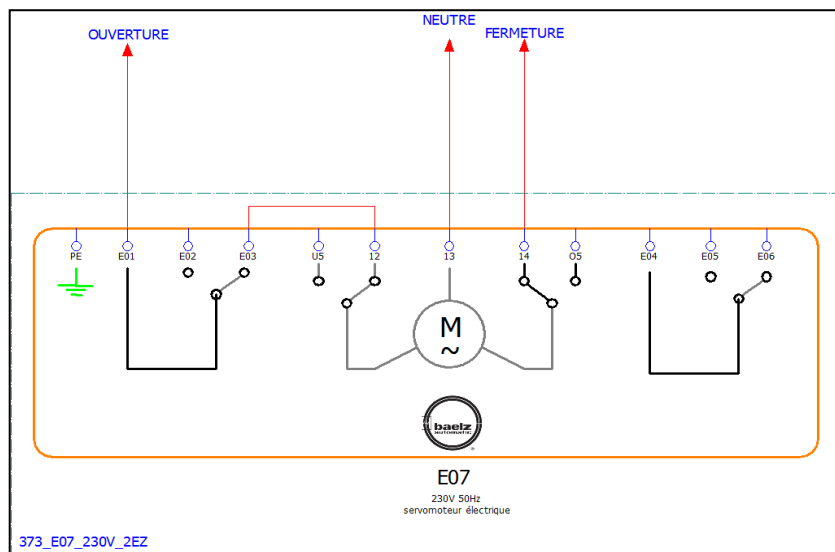 OUVERTURE
NEUTRE
FERMETURE
PE E01 E02 E03 U5 12 13 14 O5 E04 E05 E06
M
~
baelz
automatic
®
E07
230V 50Hz
servomoteur électrique
373_E07_230V_2EZ